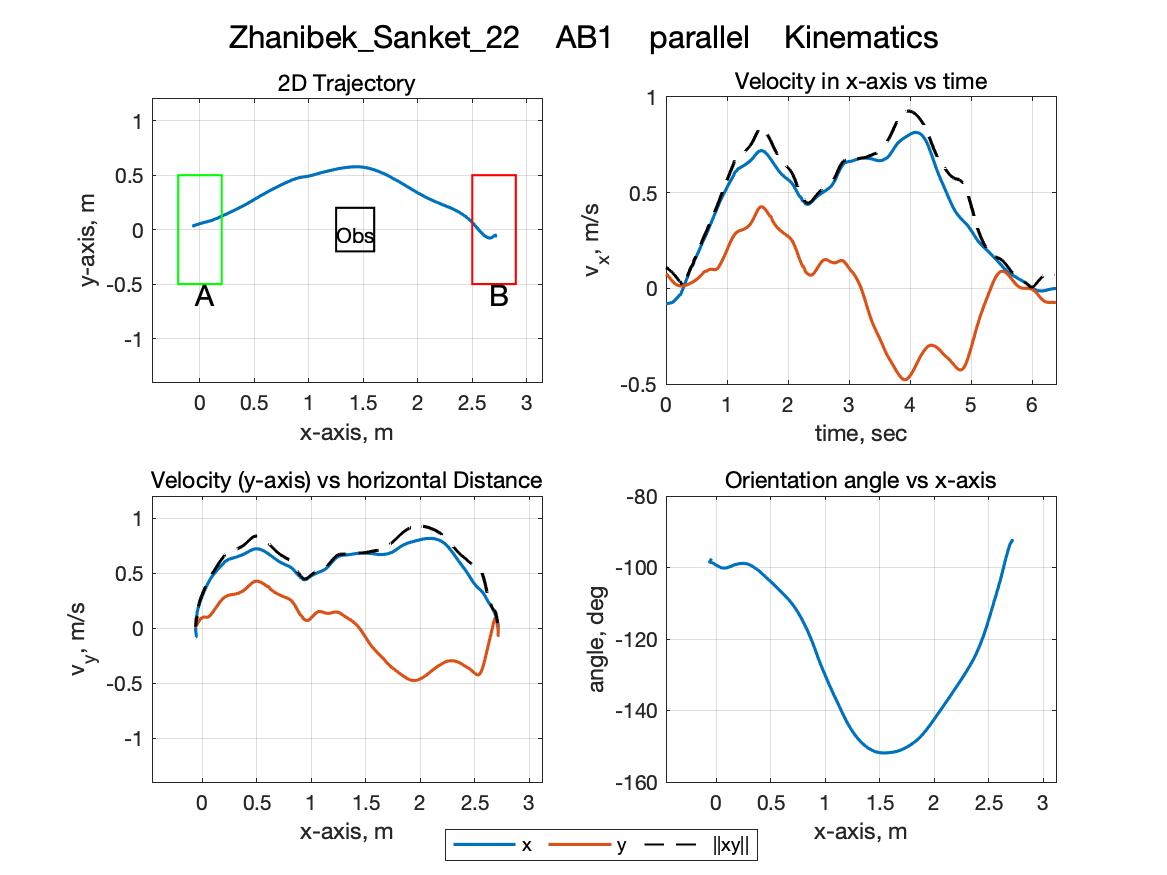 Zhanibek_Sanket_22 AB1 parallel Kinematics
2D Trajectory
1
0.5
0
-0.5
-1
y-axis, m
Obs
A
B
0 0.5 1 1.5 2 2.5 3
x-axis, m
Velocity in x-axis vs time
1
0.5
0
-0.5
vx, m/s
0 1 2 3 4 5 6
time, sec
Velocity (y-axis) vs horizontal Distance
1
0.5
0
-0.5
-1
vy, m/s
0 0.5 1 1.5 2 2.5 3
x-axis, m
Orientation angle vs x-axis
-80
-100
-120
-140
-160
angle, deg
0 0.5 1 1.5 2 2.5 3
x-axis, m
x y ||xy||